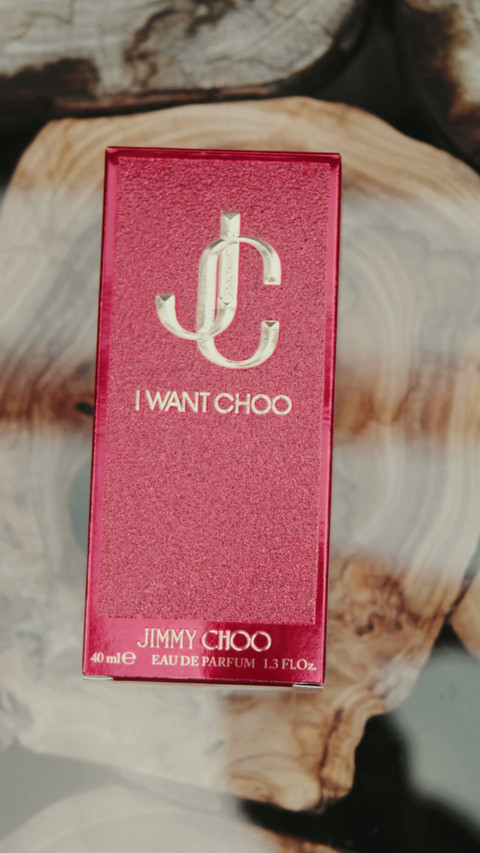 JC
I WANT CHOO
JIMMY CHOO
40 ml ℮ EAU DE PARFUM 1.3 Fl.Oz.